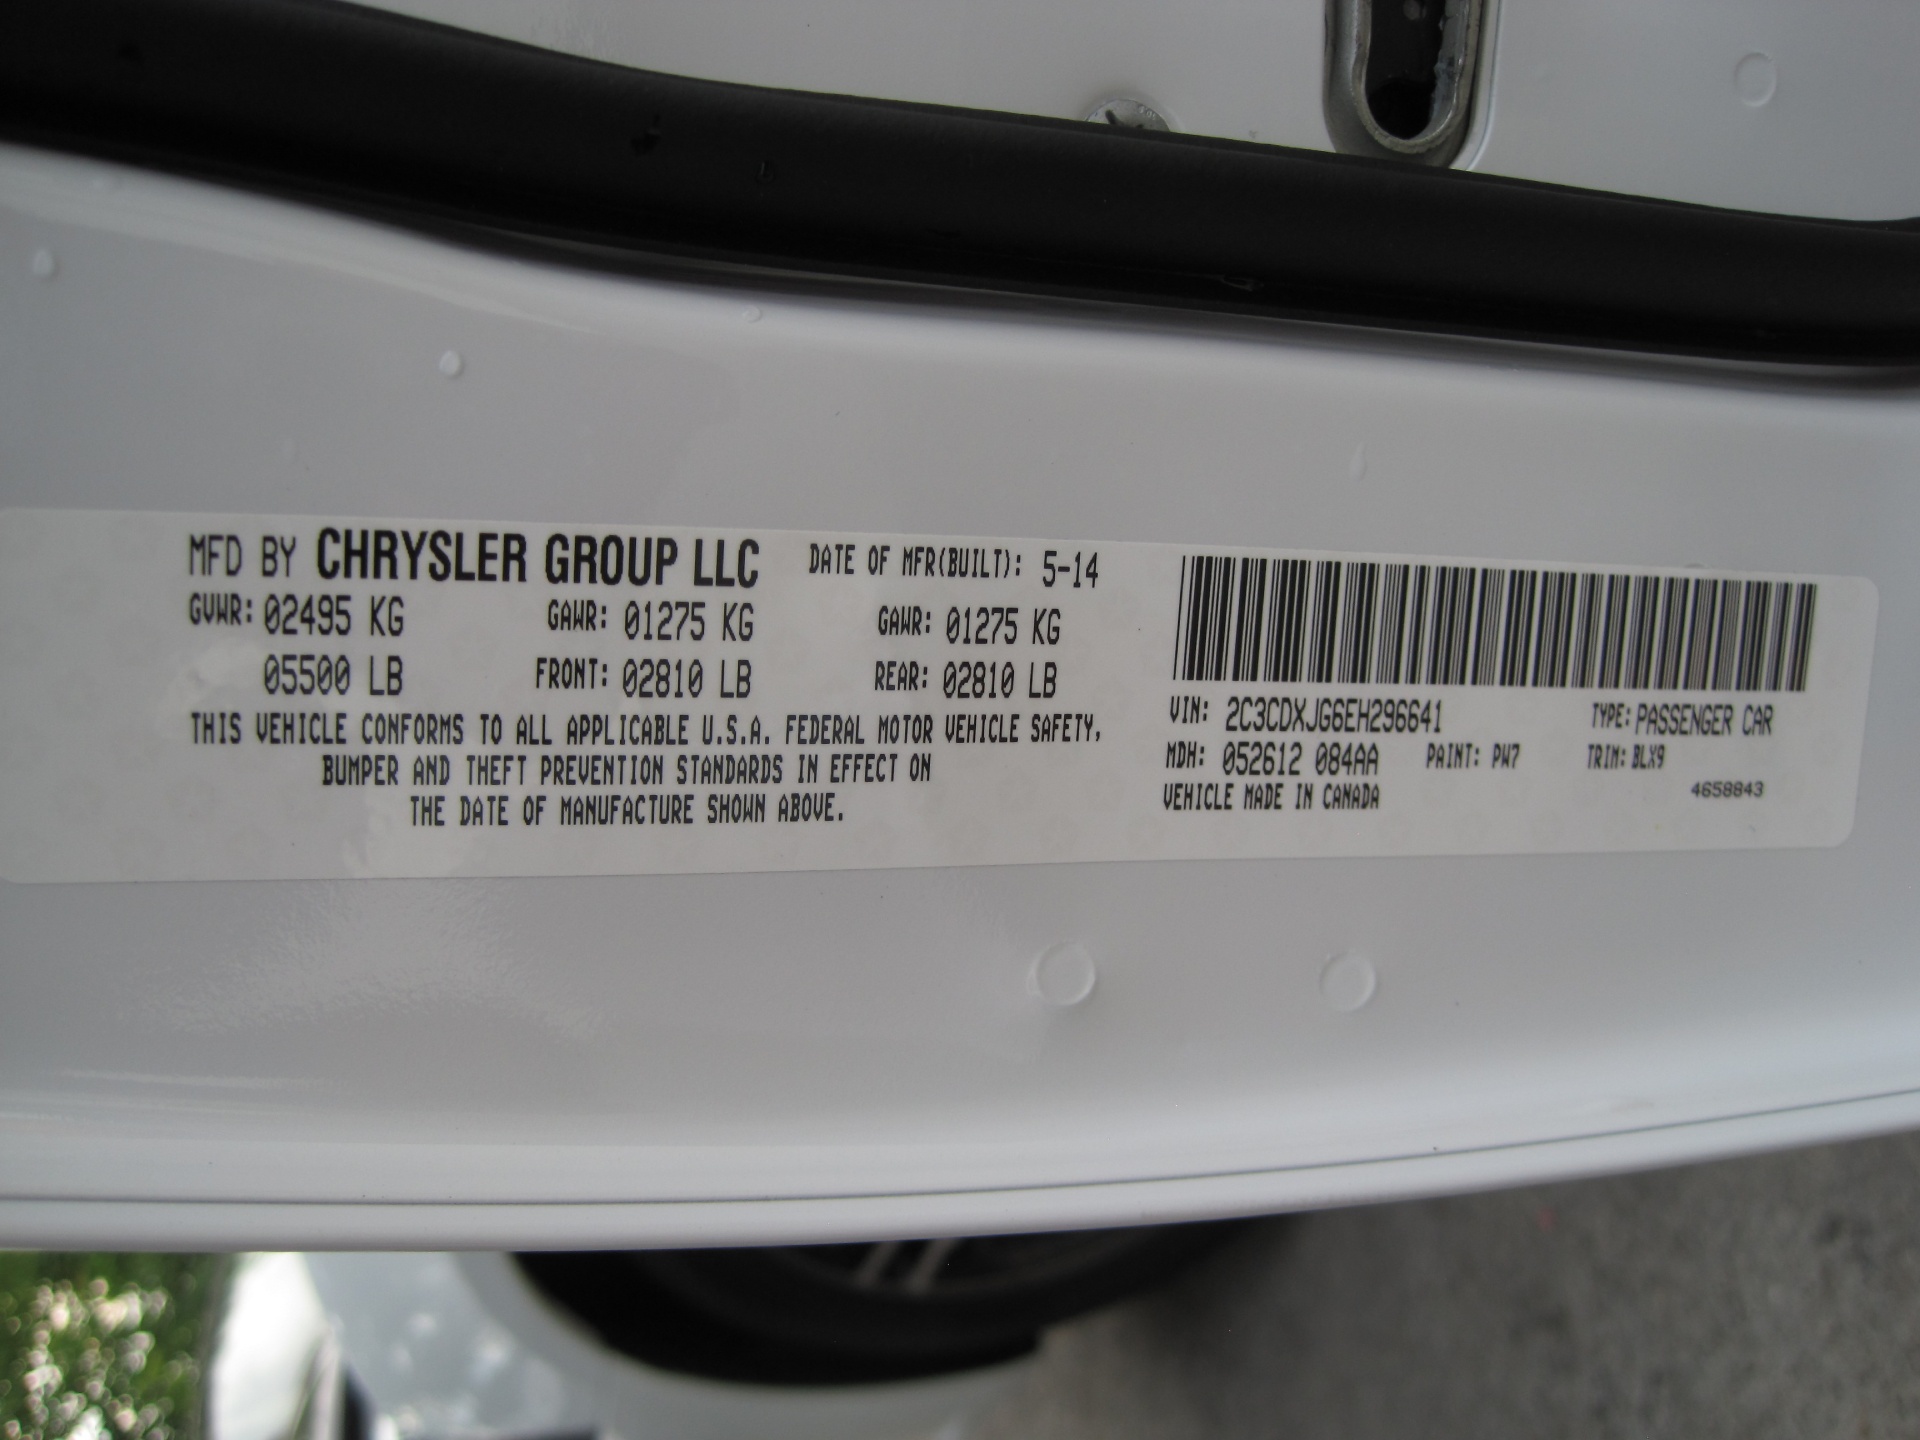 MFD BY CHRYSLER GROUP LLC DATE OF MFR(BUILT): 5-14
GVWR: 02495 KG GAWR: 01275 KG GAWR: 01275 KG
05500 LB FRONT: 02810 LB REAR: 02810 LB
THIS VEHICLE CONFORMS TO ALL APPLICABLE U.S.A. FEDERAL MOTOR VEHICLE SAFETY,
BUMPER AND THEFT PREVENTION STANDARDS IN EFFECT ON
THE DATE OF MANUFACTURE SHOWN ABOVE.
VIN: 2C3CDXJG6EH296641 TYPE: PASSENGER CAR
MDH: 052612 084AA PAINT: PW7 TRIM: BLX9
VEHICLE MADE IN CANADA 4658843